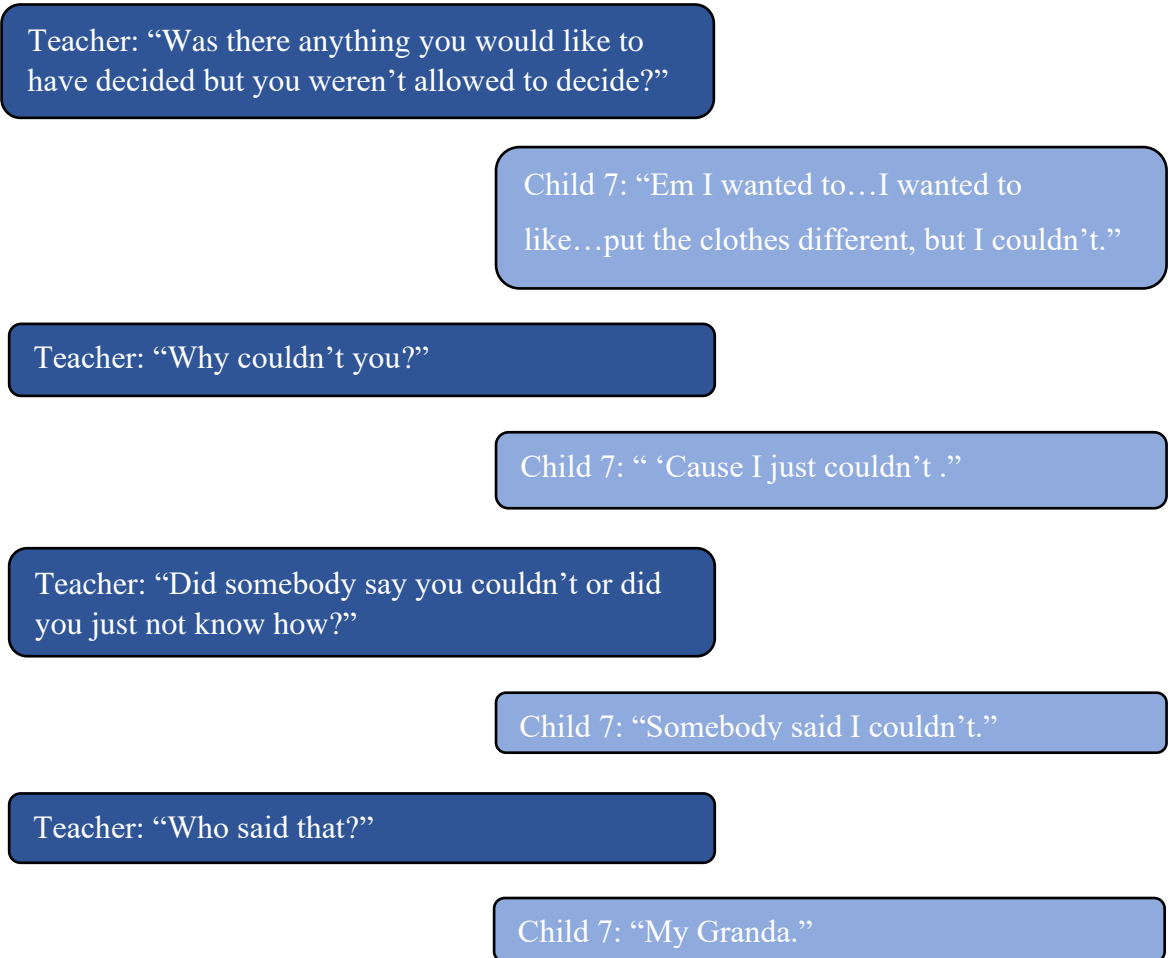 Teacher: “Was there anything you would like to
have decided but you weren’t allowed to decide?”
Child 7: “Em I wanted to…I wanted to
like…put the clothes different, but I couldn’t.”
Teacher: “Why couldn’t you?”
Child 7: “ ‘Cause I just couldn’t .”
Teacher: “Did somebody say you couldn’t or did
you just not know how?”
Child 7: “Somebody said I couldn’t.”
Teacher: “Who said that?”
Child 7: “My Granda.”